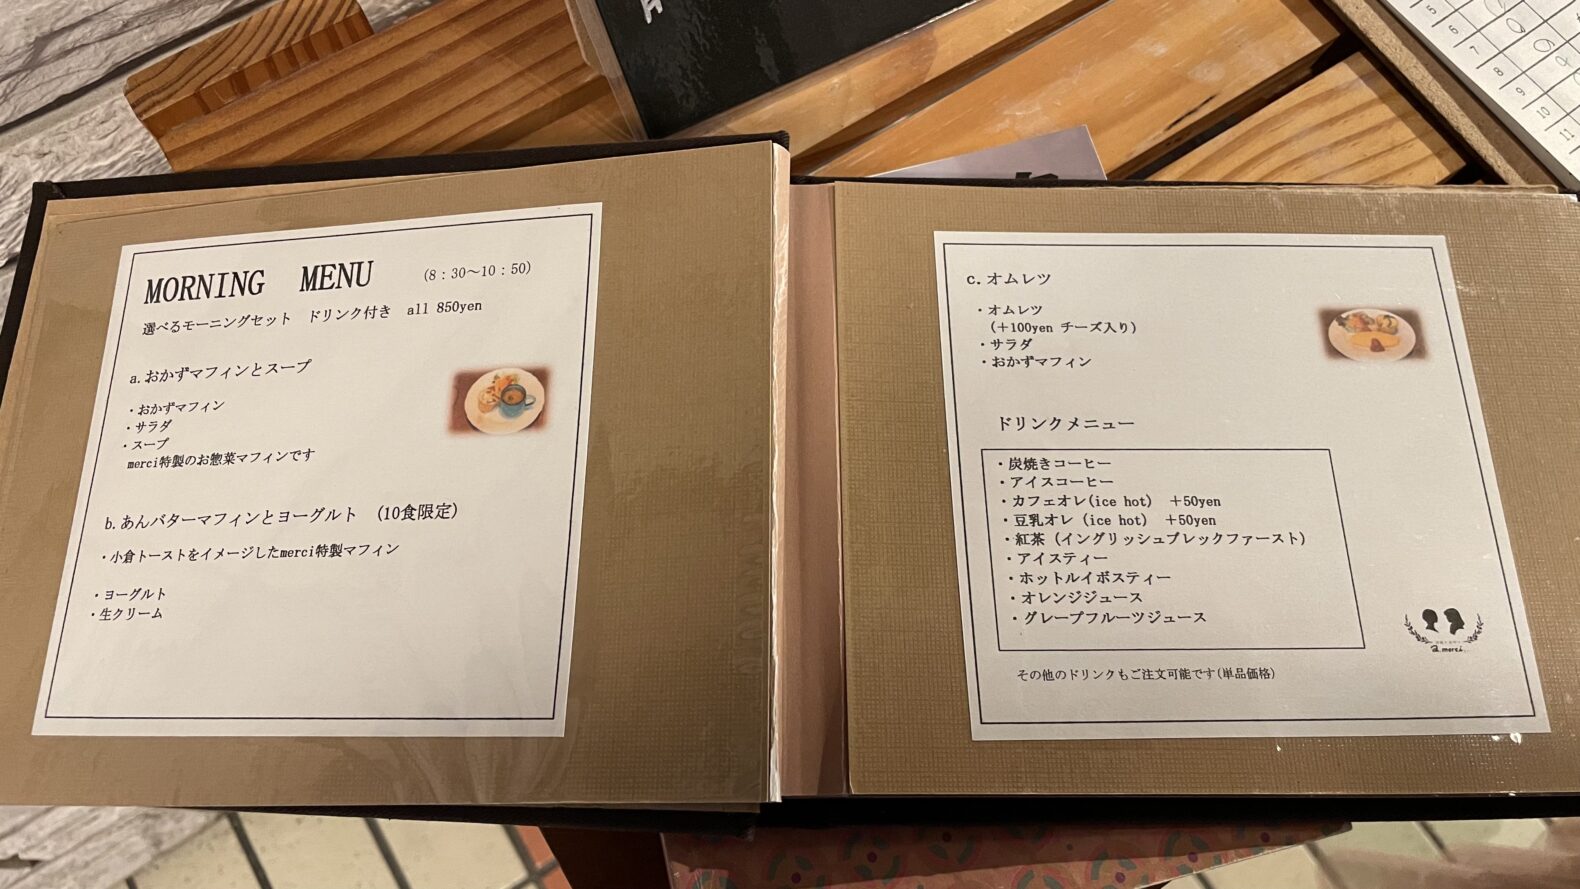 MORNING MENU (8：30～10：50)
選べるモーニングセット ドリンク付き all 850yen
a.おかずマフィンとスープ
・おかずマフィン
・サラダ
・スープ
merci特製のお惣菜マフィンです
b.あんバターマフィンとヨーグルト (10食限定)
・小倉トーストをイメージしたmerci特製マフィン
・ヨーグルト
・生クリーム
c.オムレツ
・オムレツ
(＋100yen チーズ入り)
・サラダ
・おかずマフィン
ドリンクメニュー
・炭焼きコーヒー
・アイスコーヒー
・カフェオレ(ice hot) ＋50yen
・豆乳オレ (ice hot) ＋50yen
・紅茶 (イングリッシュブレックファースト)
・アイスティー
・ホットルイボスティー
・オレンジジュース
・グレープフルーツジュース
その他のドリンクもご注文可能です(単品価格)
a.merci.
5
6
7
8
9
10
11